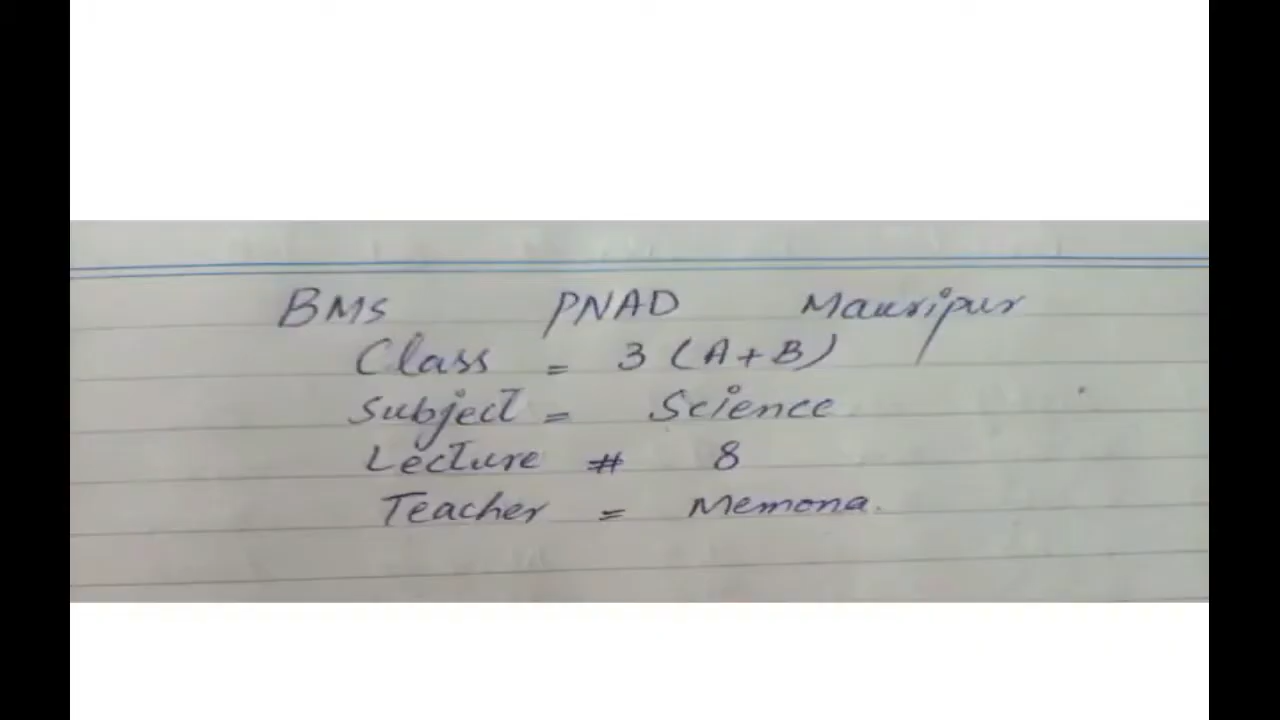 BMS PNAD Mauripur
Class = 3 (A+B)
Subject = Science
Lecture # 8
Teacher = Memona.